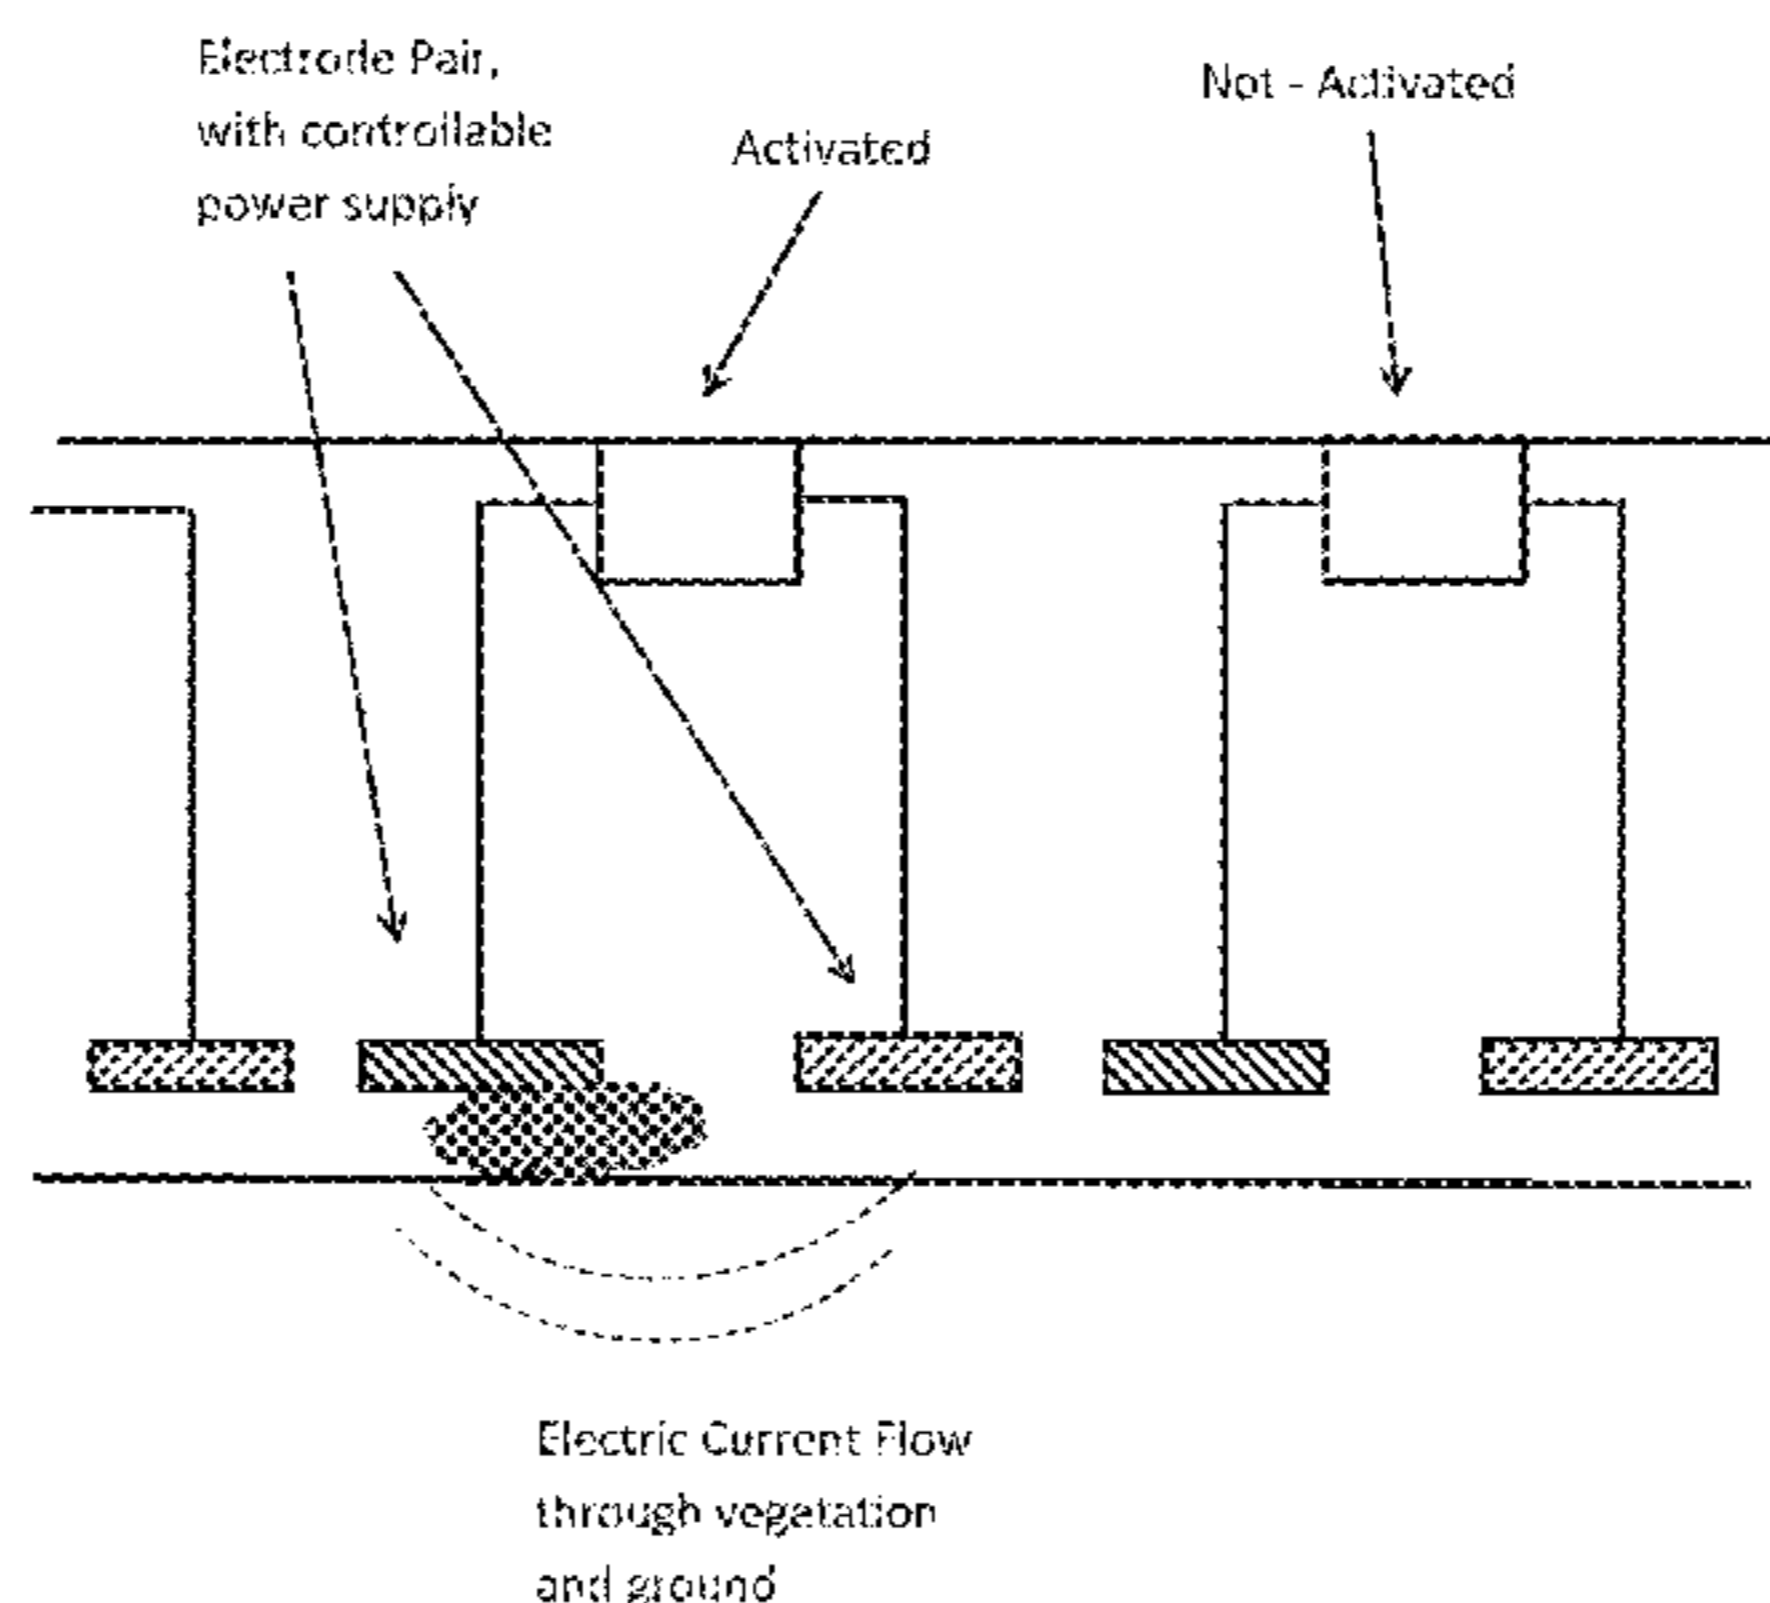 Electrode Pair,
with controllable
power supply
Activated
Not - Activated
Electric Current Flow
through vegetation
and ground